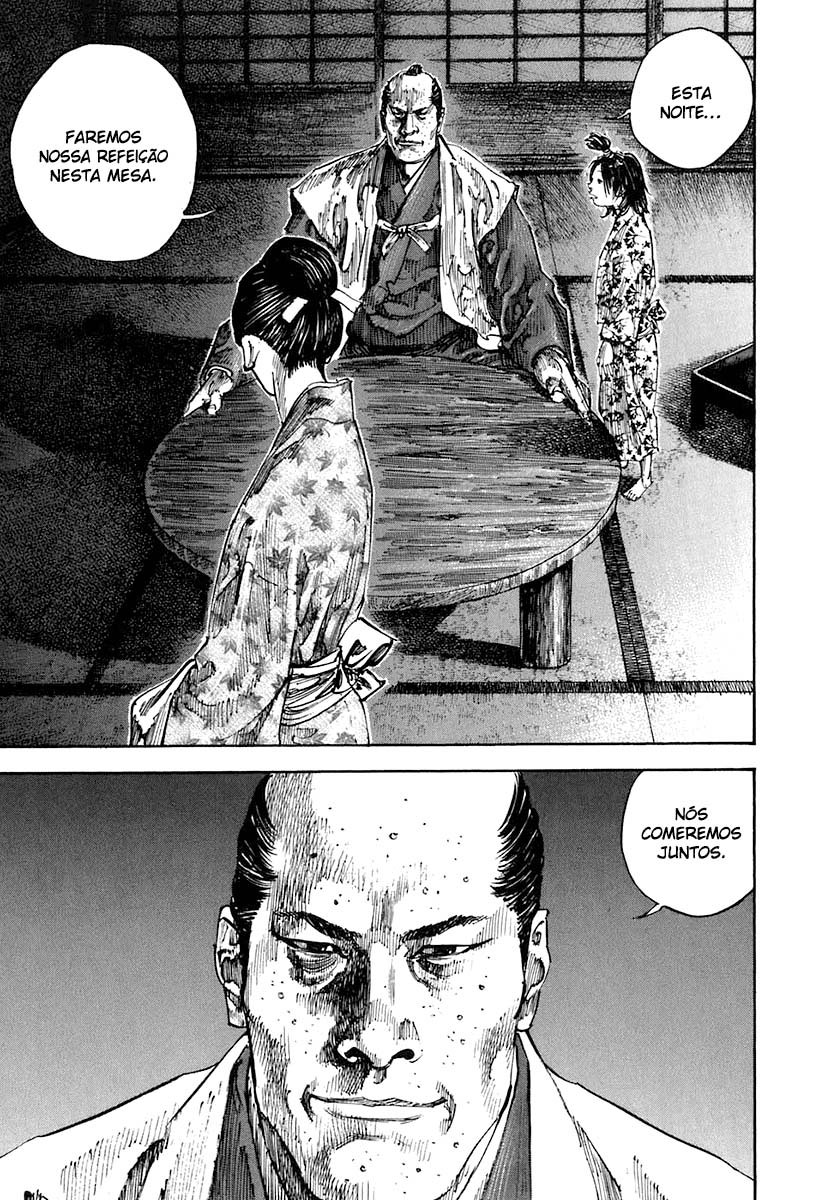 ESTA
NOITE...
FAREMOS
NOSSA REFEIÇÃO
NESTA MESA.
NÓS
COMEREMOS
JUNTOS.